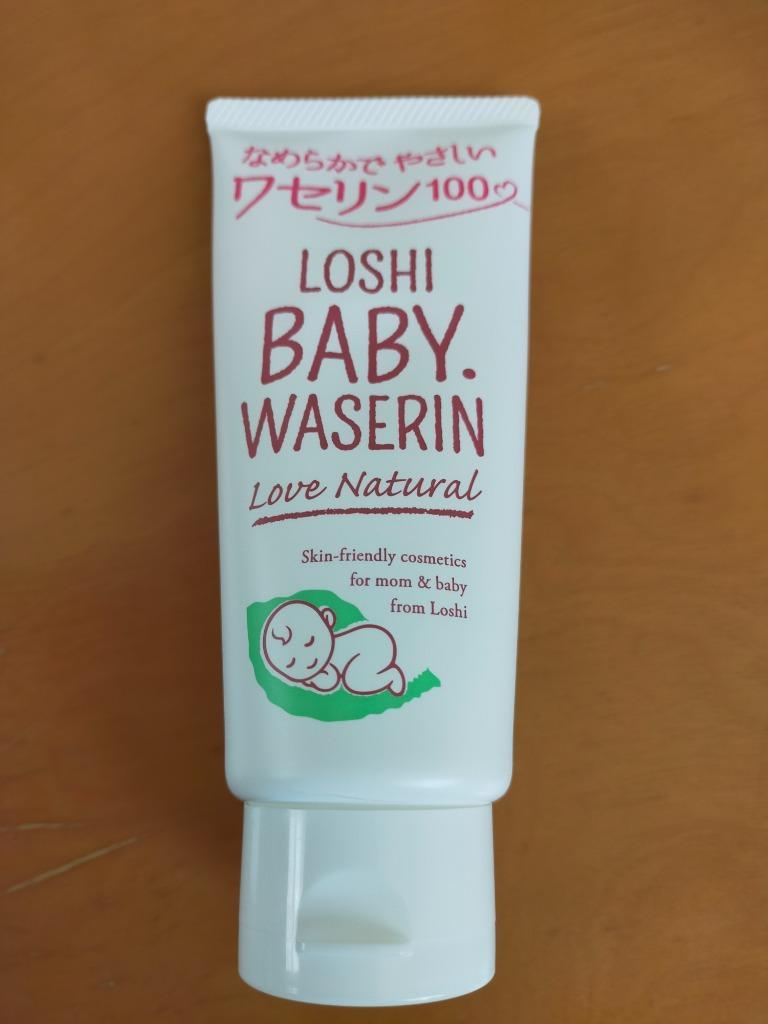 なめらかで やさしい
ワセリン100
LOSHI
BABY.
WASERIN
Love Natural
Skin-friendly cosmetics
for mom & baby
from Loshi